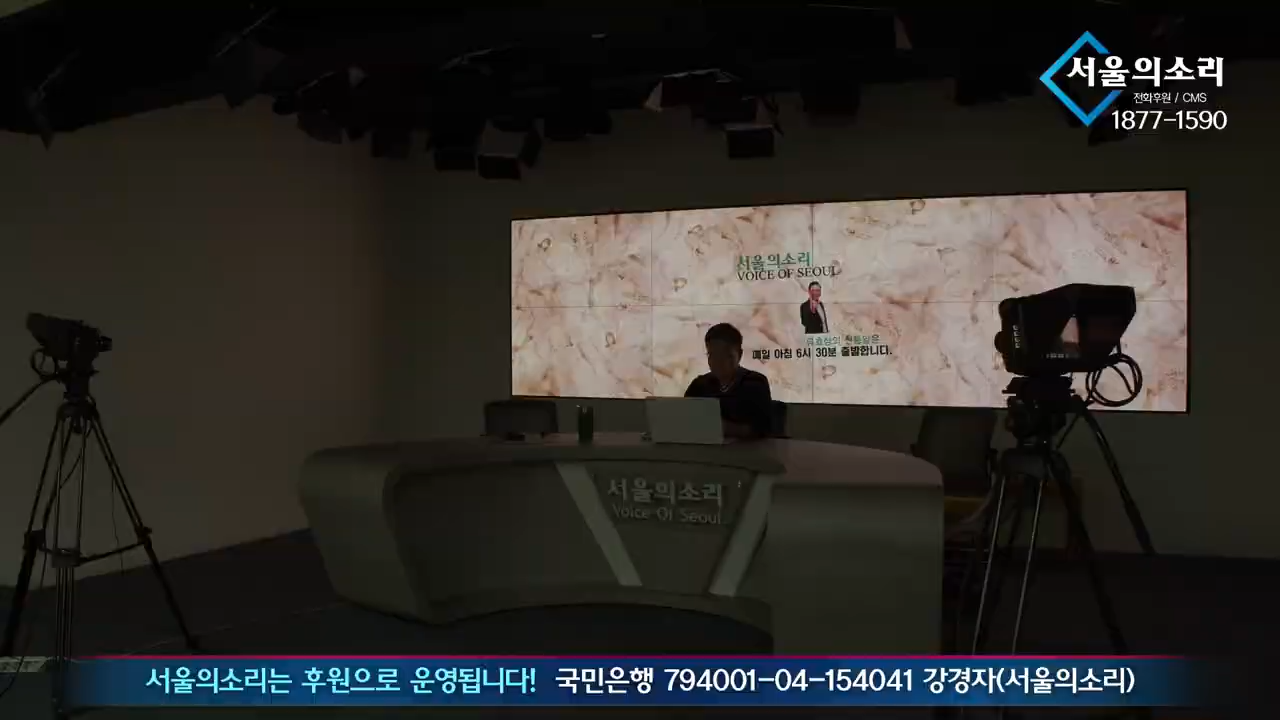 서울의소리
전화후원 / CMS
1877-1590
서울의소리
VOICE OF SEOUL
매일 아침 6시 30분 출발합니다.
서울의소리
Voice Of Seoul
서울의소리는 후원으로 운영됩니다! 국민은행 794001-04-154041 강경자(서울의소리)